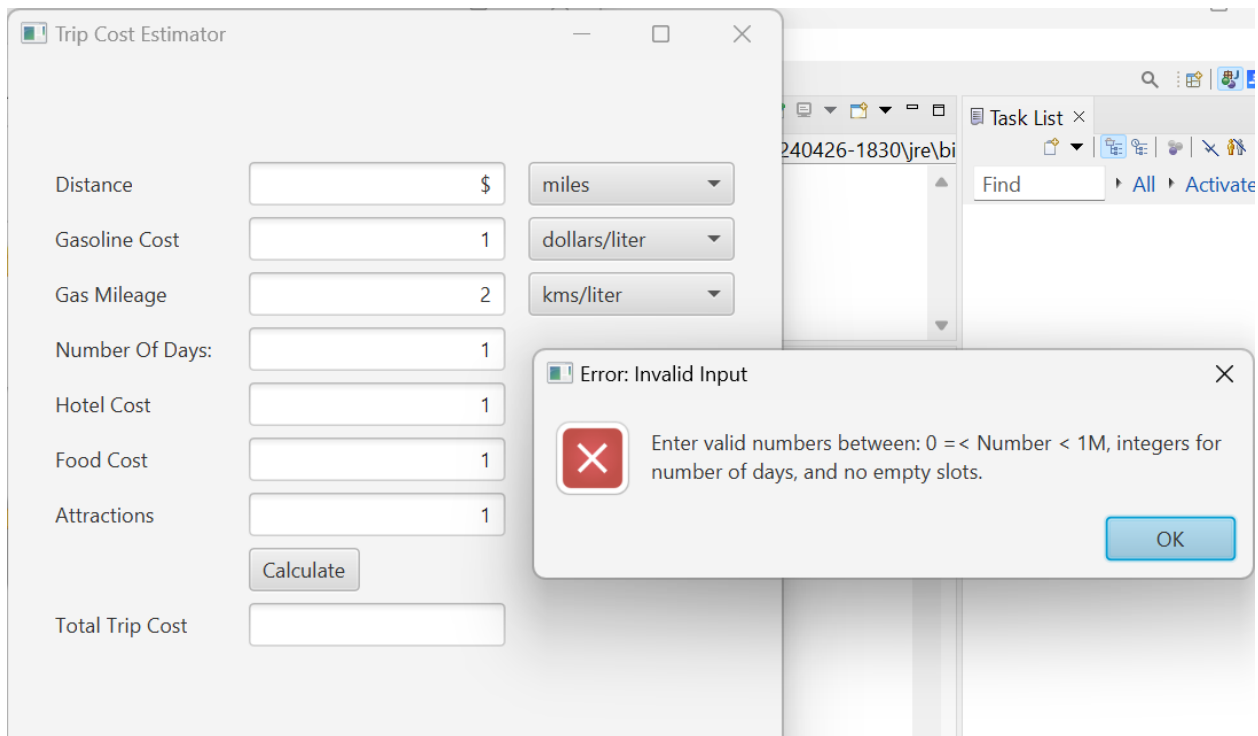 Trip Cost Estimator
Task List
240426-1830\jre\bi
Find
All
Activate
Distance
$
miles
Gasoline Cost
1
dollars/liter
Gas Mileage
2
kms/liter
Number Of Days:
1
Hotel Cost
1
Food Cost
1
Attractions
1
Calculate
Total Trip Cost
Error: Invalid Input
Enter valid numbers between: 0 =< Number < 1M, integers for
number of days, and no empty slots.
OK